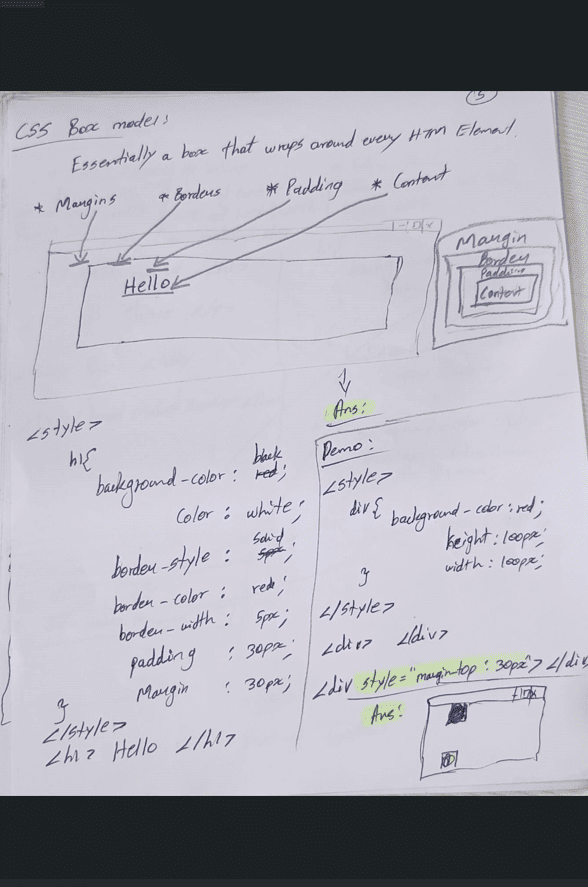 5
CSS Box model:
Essentially a box that wraps around every HTML Element.
* Margins * Borders * Padding * Content
Hello
Margin
Border
Padding
Content
Ans:
<style>
h1{
background-color: black red;
color: white;
border-style: solid 5px;
border-color: red;
border-width: 5px;
padding: 30px;
Margin: 30px;
}
</style>
<h1> Hello </h1>
Demo:
<style>
div{ background-color: red;
height: 100px;
width: 100px;
}
</style>
<div> </div>
<div style="margin-top: 30px"> </div>
Ans: